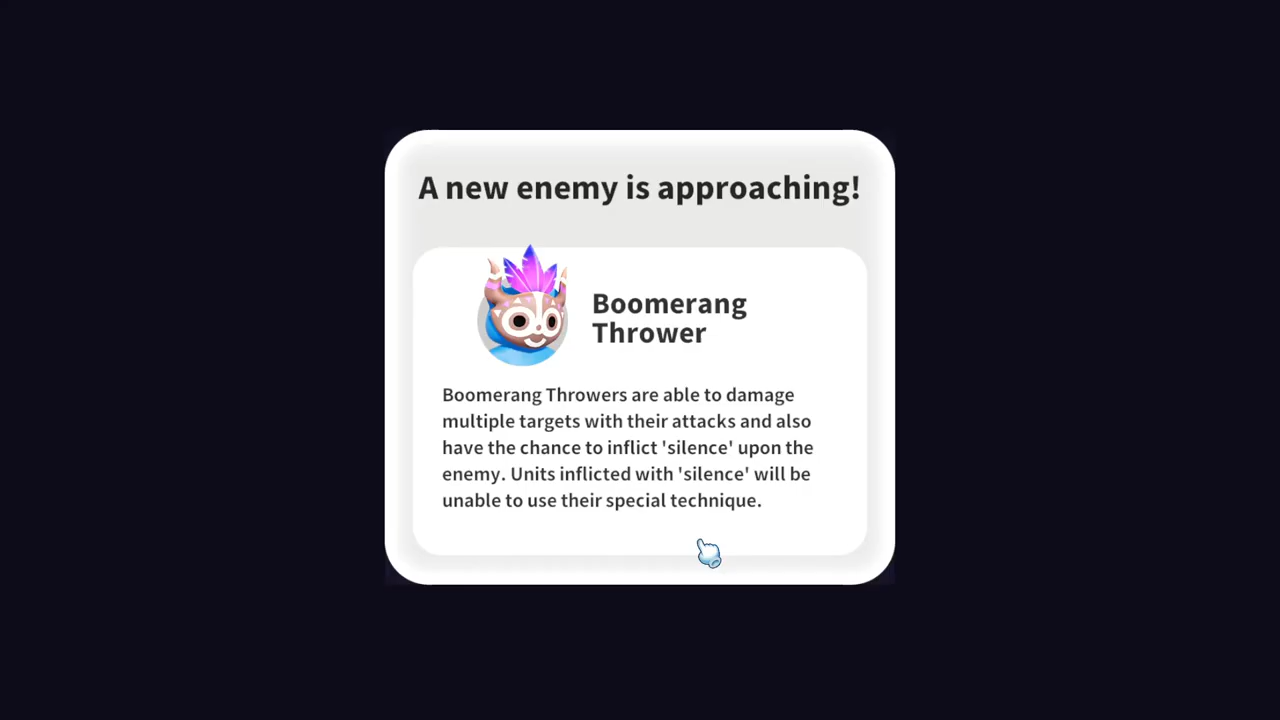 A new enemy is approaching!
Boomerang
Thrower
Boomerang Throwers are able to damage
multiple targets with their attacks and also
have the chance to inflict 'silence' upon the
enemy. Units inflicted with 'silence' will be
unable to use their special technique.